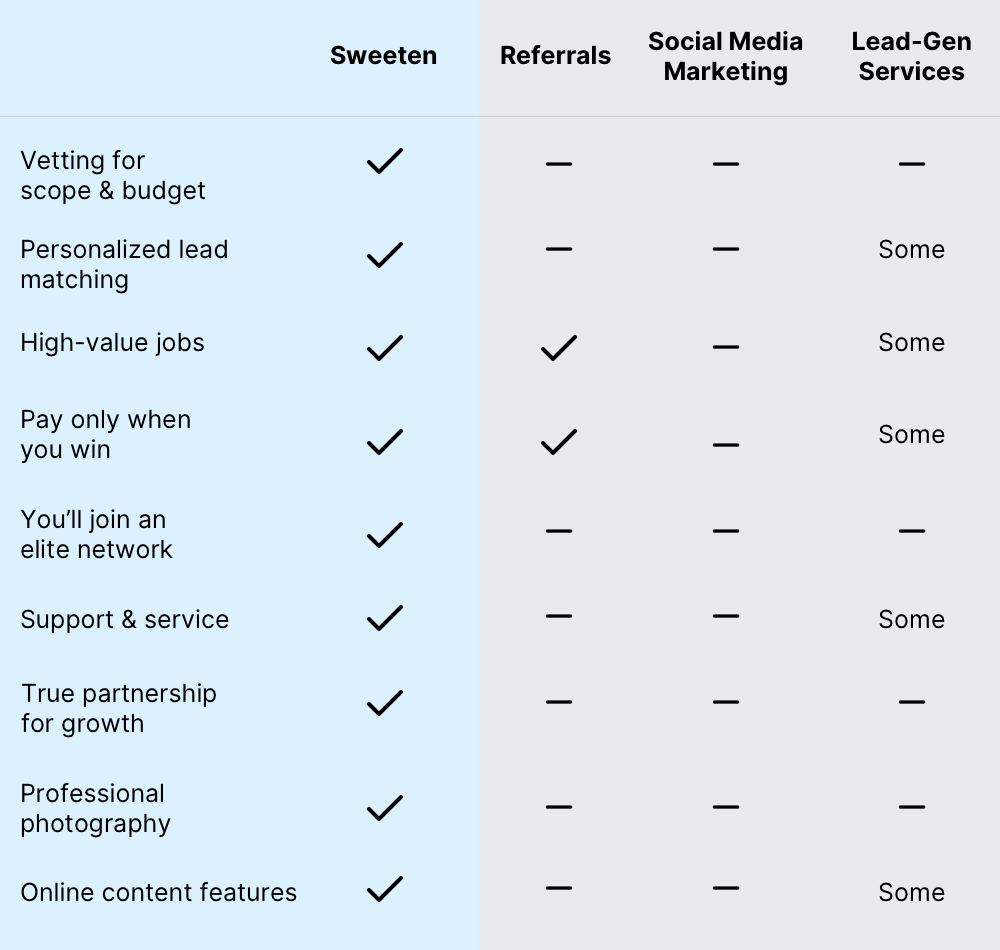 Sweeten
Referrals
Social Media
Marketing
Lead-Gen
Services
Vetting for
scope & budget
Personalized lead
matching
Some
High-value jobs
Some
Pay only when
you win
Some
You’ll join an
elite network
Support & service
Some
True partnership
for growth
Professional
photography
Online content features
Some